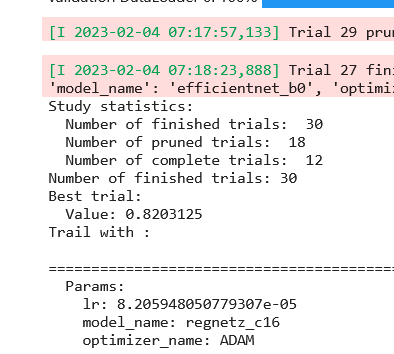 Validation DataLoader 0: 100%
[I 2023-02-04 07:17:57,133] Trial 29
[I 2023-02-04 07:18:23,888] Trial 27
'model_name': 'efficientnet_b0',
Study statistics:
Number of finished trials: 30
Number of pruned trials: 18
Number of complete trials: 12
Number of finished trials: 30
Best trial:
Value: 0.8203125
Trail with :
===========================================
Params:
lr: 8.205948050779307e-05
model_name: regnetz_c16
optimizer_name: ADAM